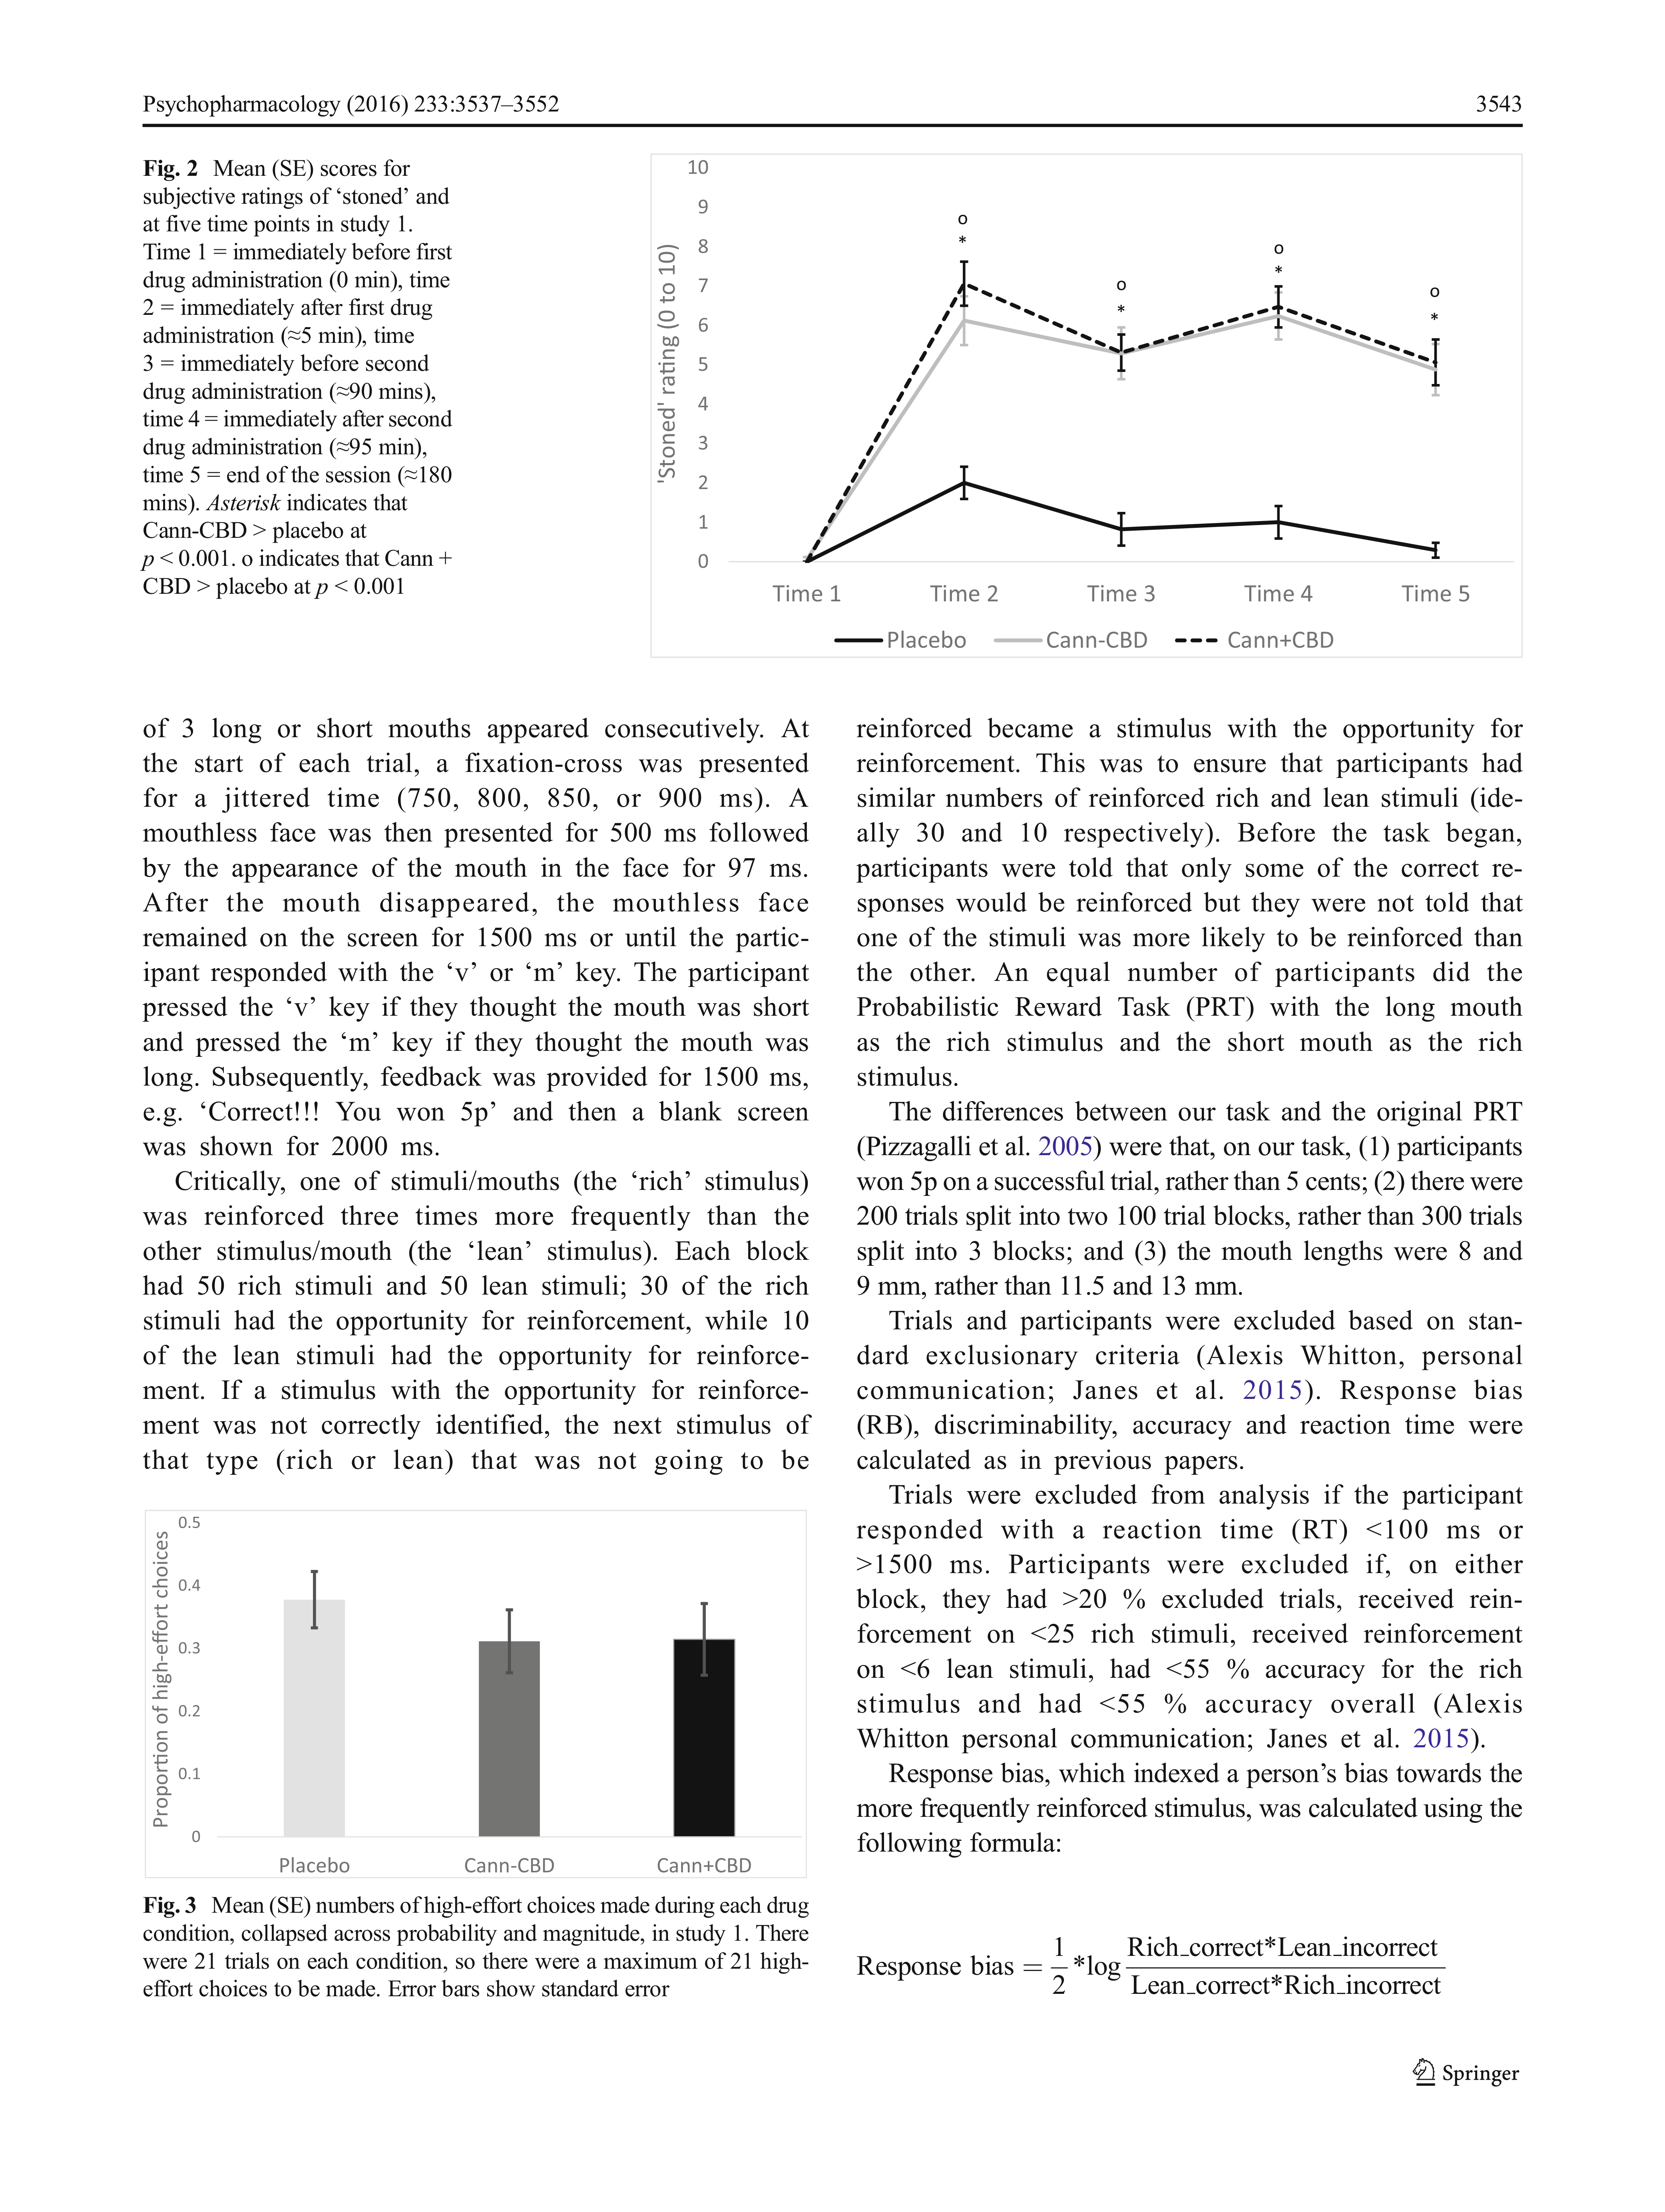 Psychopharmacology (2016) 233:3537–3552
3543
Fig. 2 Mean (SE) scores for
subjective ratings of ‘stoned’ and
at five time points in study 1.
Time 1 = immediately before first
drug administration (0 min), time
2 = immediately after first drug
administration (≈5 min), time
3 = immediately before second
drug administration (≈90 mins),
time 4 = immediately after second
drug administration (≈95 min),
time 5 = end of the session (≈180
mins). Asterisk indicates that
Cann-CBD > placebo at
p < 0.001. o indicates that Cann +
CBD > placebo at p < 0.001
'Stoned' rating (0 to 10)
10
9
8
7
6
5
4
3
2
1
0
o
*
o
*
o
*
o
*
Time 1 Time 2 Time 3 Time 4 Time 5
Placebo Cann-CBD Cann+CBD
of 3 long or short mouths appeared consecutively. At
the start of each trial, a fixation-cross was presented
for a jittered time (750, 800, 850, or 900 ms). A
mouthless face was then presented for 500 ms followed
by the appearance of the mouth in the face for 97 ms.
After the mouth disappeared, the mouthless face
remained on the screen for 1500 ms or until the partic-
ipant responded with the ‘v’ or ‘m’ key. The participant
pressed the ‘v’ key if they thought the mouth was short
and pressed the ‘m’ key if they thought the mouth was
long. Subsequently, feedback was provided for 1500 ms,
e.g. ‘Correct!!! You won 5p’ and then a blank screen
was shown for 2000 ms.
Critically, one of stimuli/mouths (the ‘rich’ stimulus)
was reinforced three times more frequently than the
other stimulus/mouth (the ‘lean’ stimulus). Each block
had 50 rich stimuli and 50 lean stimuli; 30 of the rich
stimuli had the opportunity for reinforcement, while 10
of the lean stimuli had the opportunity for reinforce-
ment. If a stimulus with the opportunity for reinforce-
ment was not correctly identified, the next stimulus of
that type (rich or lean) that was not going to be
Proportion of high-effort choices
0.5
0.4
0.3
0.2
0.1
0
Placebo Cann-CBD Cann+CBD
Fig. 3 Mean (SE) numbers of high-effort choices made during each drug
condition, collapsed across probability and magnitude, in study 1. There
were 21 trials on each condition, so there were a maximum of 21 high-
effort choices to be made. Error bars show standard error
reinforced became a stimulus with the opportunity for
reinforcement. This was to ensure that participants had
similar numbers of reinforced rich and lean stimuli (ide-
ally 30 and 10 respectively). Before the task began,
participants were told that only some of the correct re-
sponses would be reinforced but they were not told that
one of the stimuli was more likely to be reinforced than
the other. An equal number of participants did the
Probabilistic Reward Task (PRT) with the long mouth
as the rich stimulus and the short mouth as the rich
stimulus.
The differences between our task and the original PRT
(Pizzagalli et al. 2005) were that, on our task, (1) participants
won 5p on a successful trial, rather than 5 cents; (2) there were
200 trials split into two 100 trial blocks, rather than 300 trials
split into 3 blocks; and (3) the mouth lengths were 8 and
9 mm, rather than 11.5 and 13 mm.
Trials and participants were excluded based on stan-
dard exclusionary criteria (Alexis Whitton, personal
communication; Janes et al. 2015). Response bias
(RB), discriminability, accuracy and reaction time were
calculated as in previous papers.
Trials were excluded from analysis if the participant
responded with a reaction time (RT) <100 ms or
>1500 ms. Participants were excluded if, on either
block, they had >20 % excluded trials, received rein-
forcement on <25 rich stimuli, received reinforcement
on <6 lean stimuli, had <55 % accuracy for the rich
stimulus and had <55 % accuracy overall (Alexis
Whitton personal communication; Janes et al. 2015).
Response bias, which indexed a person’s bias towards the
more frequently reinforced stimulus, was calculated using the
following formula:
Response bias = 1/2 *log Rich_correct*Lean_incorrect / Lean_correct*Rich_incorrect
Springer